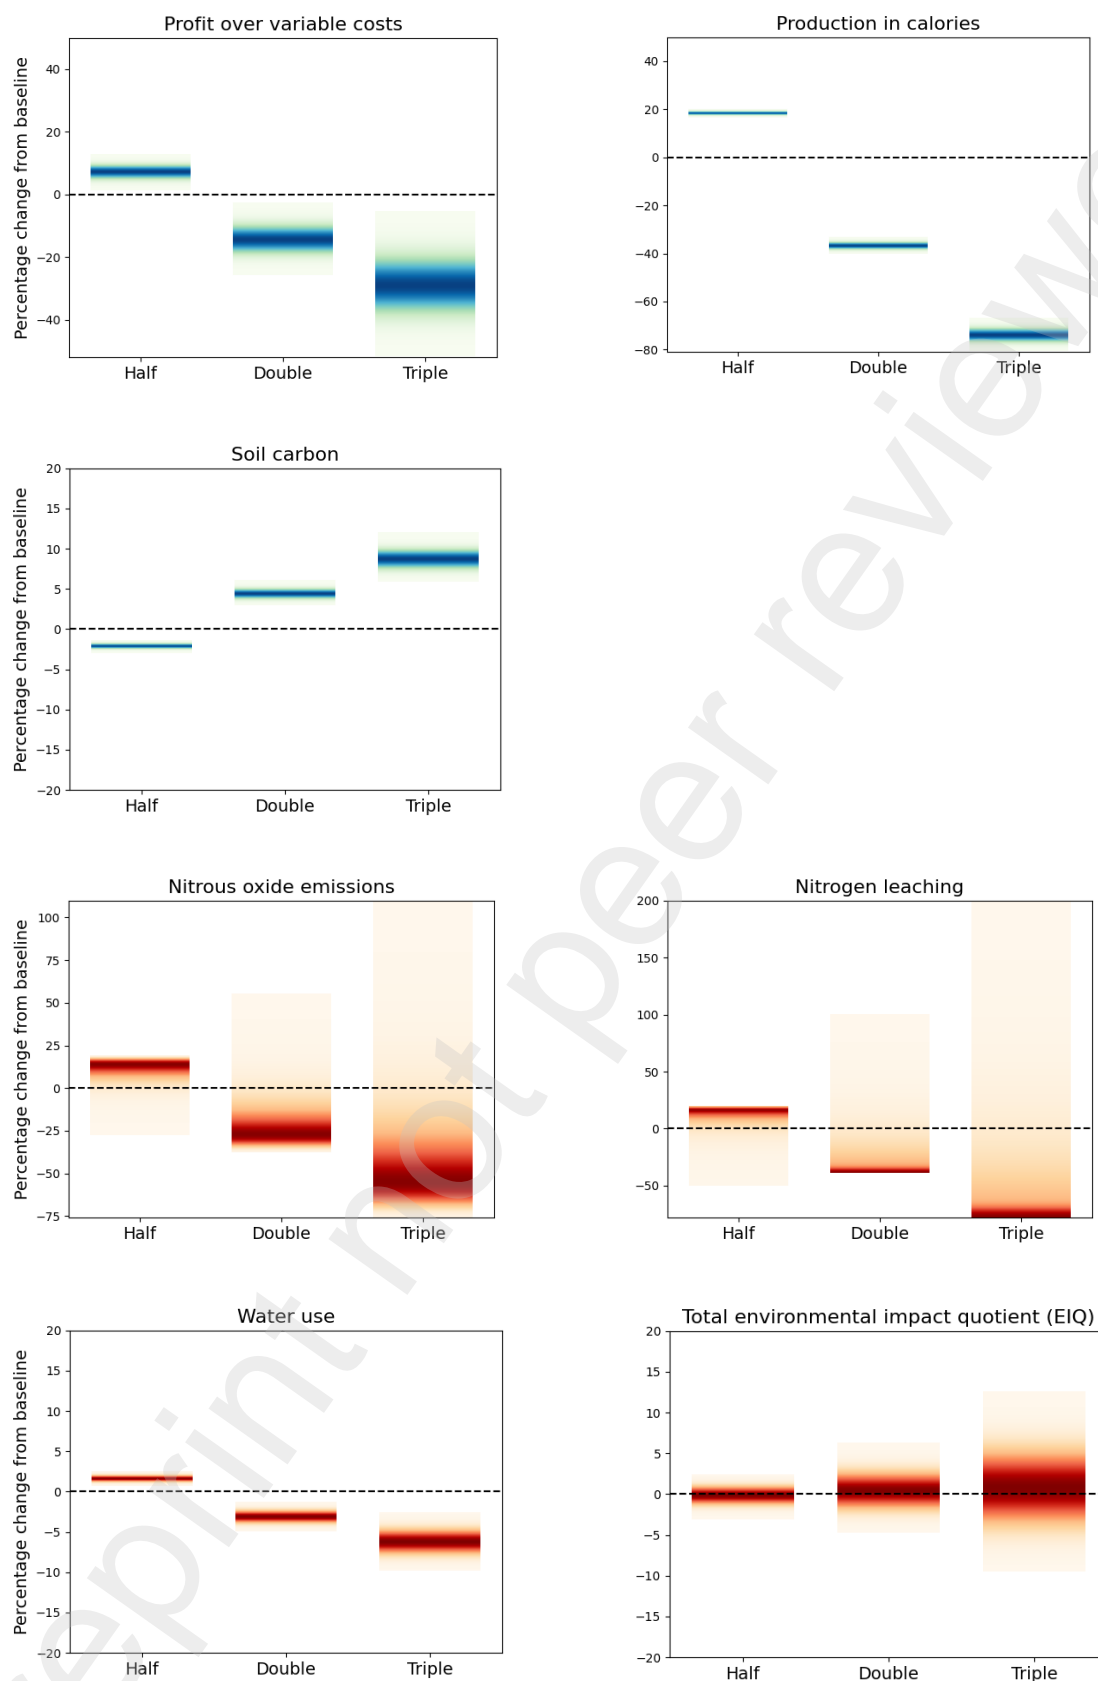 Profit over variable costs
Percentage change from baseline
40
20
0
−20
−40
Half Double Triple
Production in calories
40
20
0
−20
−40
−60
−80
Half Double Triple
Soil carbon
Percentage change from baseline
20
15
10
5
0
−5
−10
−15
−20
Half Double Triple
Nitrous oxide emissions
Percentage change from baseline
100
75
50
25
0
−25
−50
−75
Half Double Triple
Nitrogen leaching
200
150
100
50
0
−50
Half Double Triple
Water use
Percentage change from baseline
20
15
10
5
0
−5
−10
−15
−20
Half Double Triple
Total environmental impact quotient (EIQ)
20
15
10
5
0
−5
−10
−15
−20
Half Double Triple
not peer